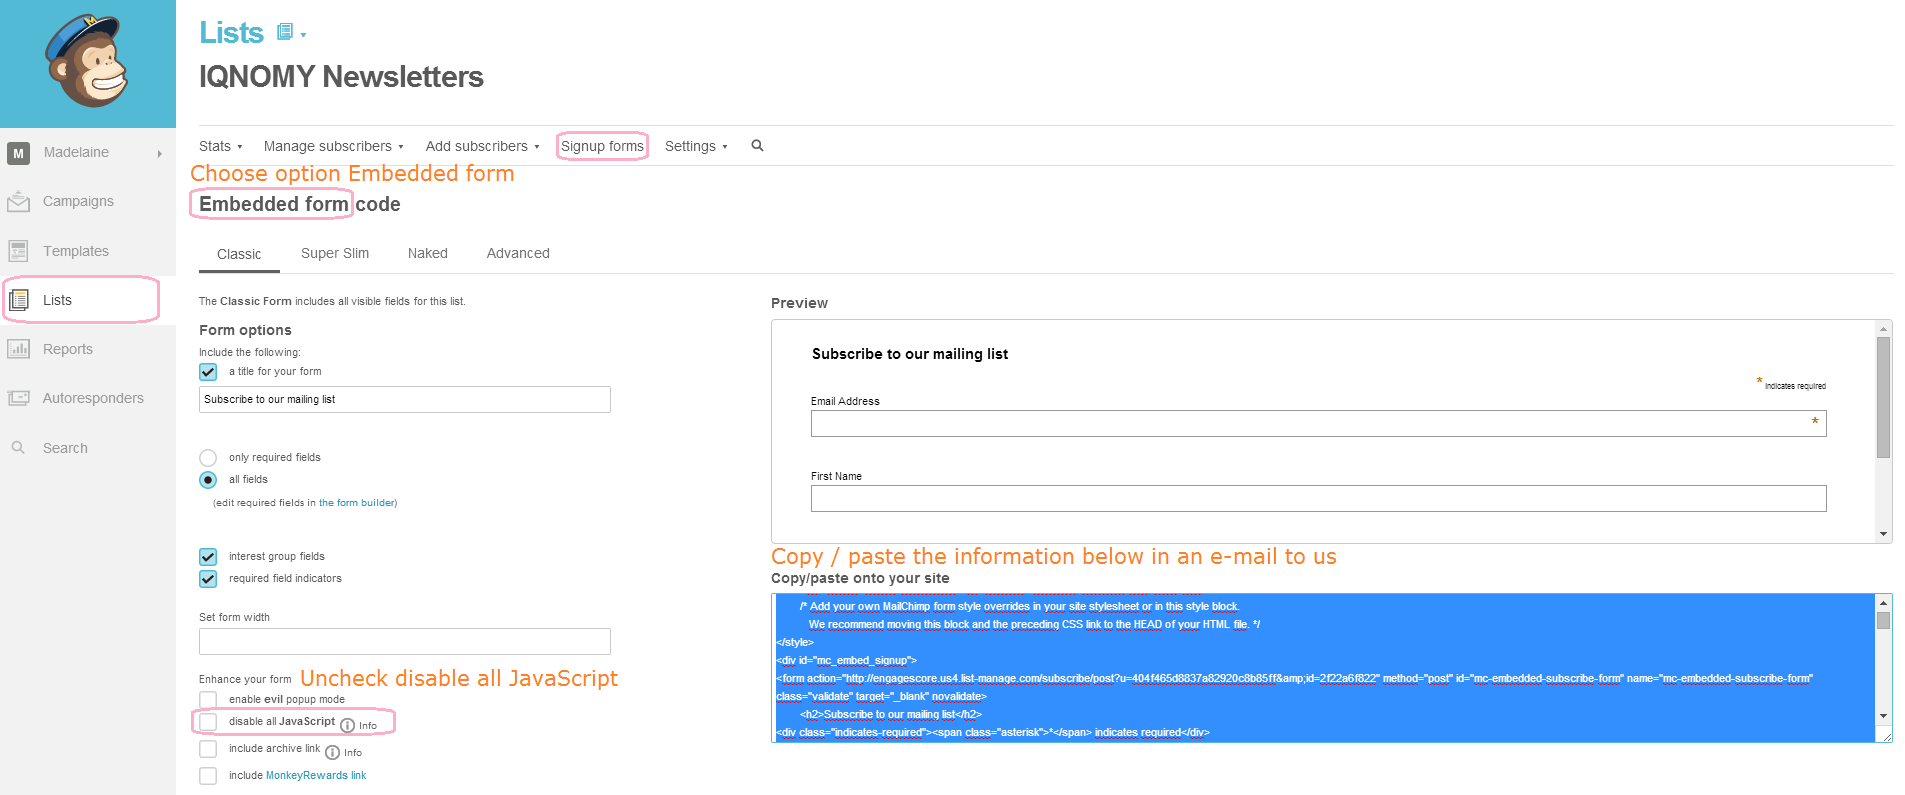 M
Lists
IQNOMY Newsletters
M Madelaine
Campaigns
Templates
Lists
Reports
Autoresponders
Search
Stats Manage subscribers Add subscribers Signup forms Settings
Choose option Embedded form
Embedded form code
Classic Super Slim Naked Advanced
The Classic Form includes all visible fields for this list.
Form options
Include the following:
a title for your form
Subscribe to our mailing list
only required fields
all fields
(edit required fields in the form builder)
interest group fields
required field indicators
Set form width
Enhance your form
Uncheck disable all JavaScript
enable evil popup mode
disable all JavaScript Info
include archive link Info
include MonkeyRewards link
Preview
Subscribe to our mailing list
* indicates required
Email Address
*
First Name
Copy / paste the information below in an e-mail to us
Copy/paste onto your site
/* Add your own MailChimp form style overrides in your site stylesheet or in this style block.
We recommend moving this block and the preceding CSS link to the HEAD of your HTML file. */
</style>
<div id="mc_embed_signup">
<form action="http://engagescore.us4.list-manage.com/subscribe/post?u=404f465d8837a82920c8b85ff&amp;id=2f22a6f822" method="post" id="mc-embedded-subscribe-form" name="mc-embedded-subscribe-form"
class="validate" target="_blank" novalidate>
<h2>Subscribe to our mailing list</h2>
<div class="indicates-required"><span class="asterisk">*</span> indicates required</div>